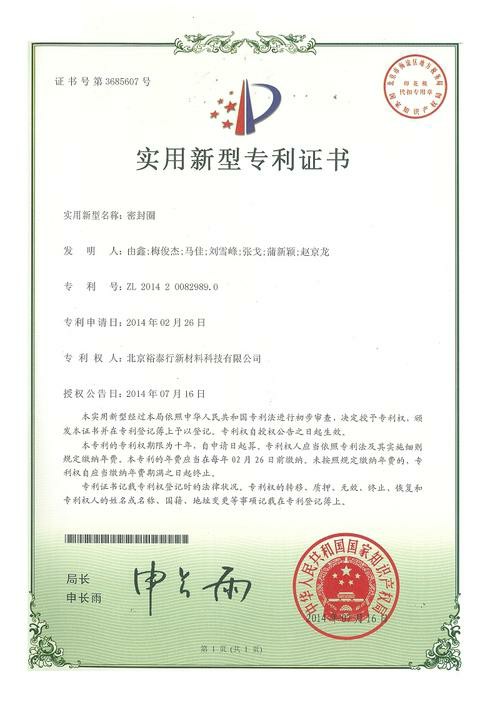 证书号第3685607号
印花税
代扣专用章
实用新型专利证书
实用新型名称：密封圈
发明人：由鑫;梅俊杰;马佳;刘雪峰;张戈;蒲新颖;赵京龙
专利号：ZL 2014 2 0082989.0
专利申请日：2014年02月26日
专利权人：北京裕泰行新材料科技有限公司
授权公告日：2014年07月16日
本实用新型经过本局依照中华人民共和国专利法进行初步审查，决定授予专利权，颁
发本证书并在专利登记簿上予以登记。专利权自授权公告之日起生效。
本专利的专利权期限为十年，自申请日起算。专利权人应当依照专利法及其实施细则
规定缴纳年费。本专利的年费应当在每年02月26日前缴纳。未按照规定缴纳年费的，专
利权自应当缴纳年费期满之日起终止。
专利证书记载专利权登记时的法律状况。专利权的转移、质押、无效、终止、恢复和
专利权人的姓名或名称、国籍、地址变更等事项记载在专利登记簿上。
局长
申长雨
申长雨
中华人民共和国国家知识产权局
2014年07月16日
第1页(共1页)